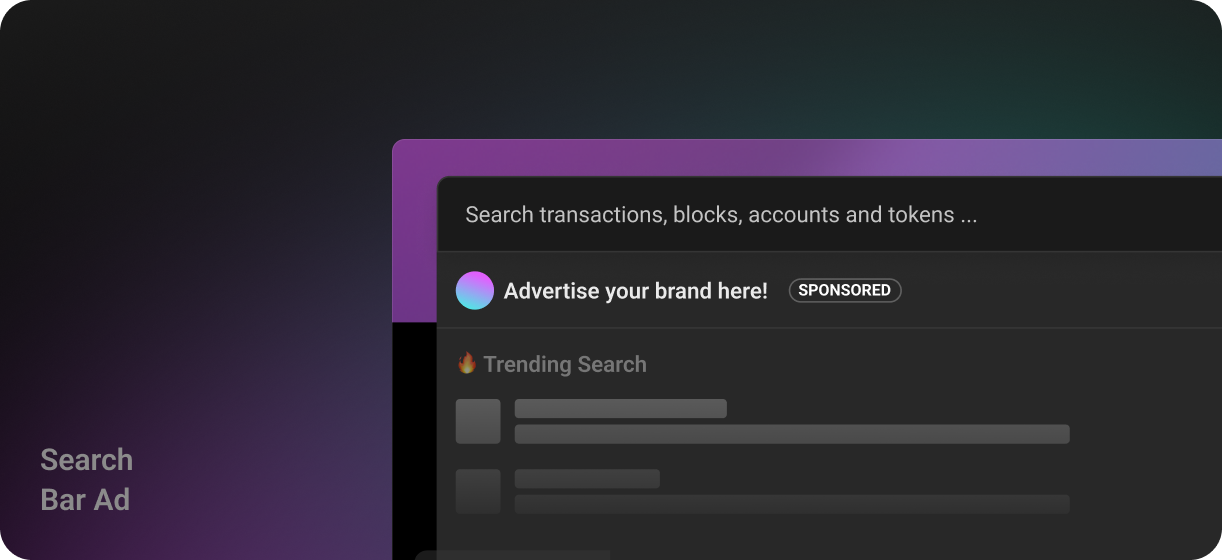 Search transactions, blocks, accounts and tokens ...
Advertise your brand here! SPONSORED
🔥 Trending Search
Search
Bar Ad